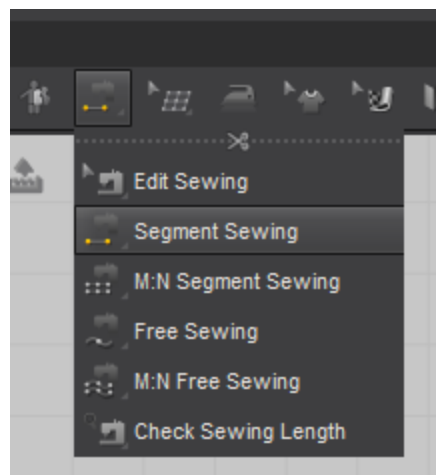 Edit Sewing
Segment Sewing
M:N Segment Sewing
Free Sewing
M:N Free Sewing
Check Sewing Length